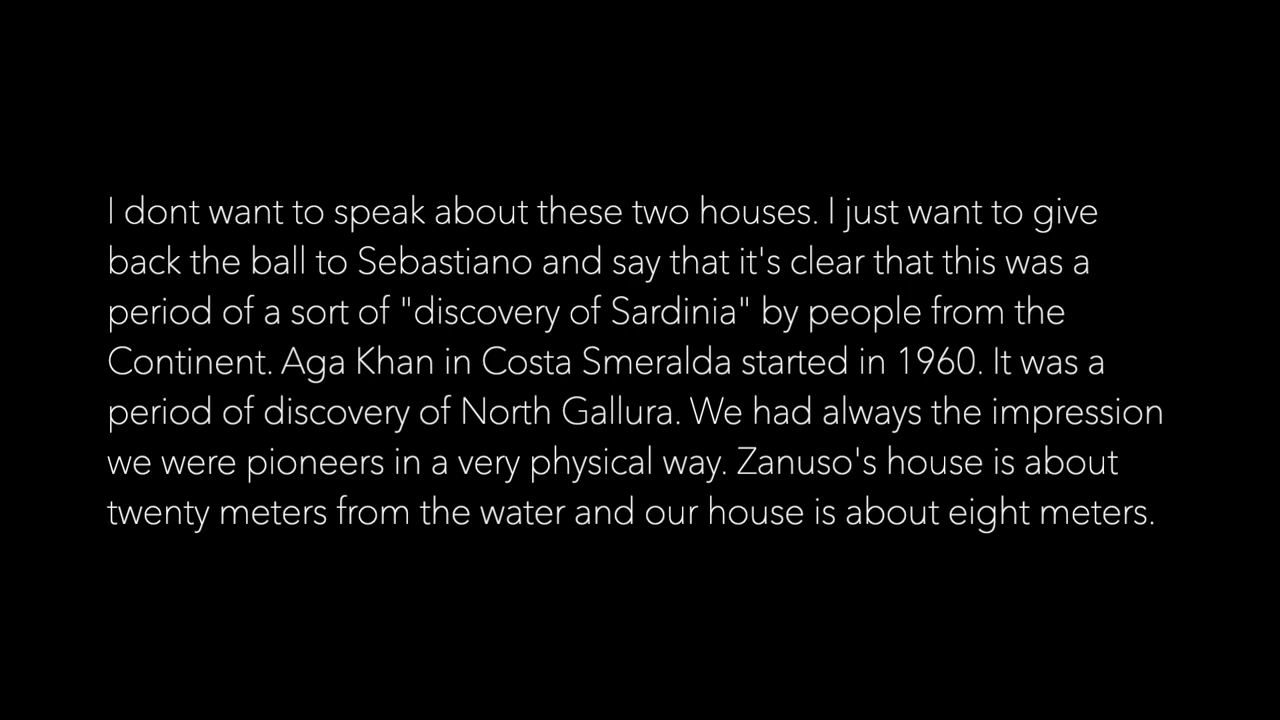 I dont want to speak about these two houses. I just want to give
back the ball to Sebastiano and say that it's clear that this was a
period of a sort of "discovery of Sardinia" by people from the
Continent. Aga Khan in Costa Smeralda started in 1960. It was a
period of discovery of North Gallura. We had always the impression
we were pioneers in a very physical way. Zanuso's house is about
twenty meters from the water and our house is about eight meters.